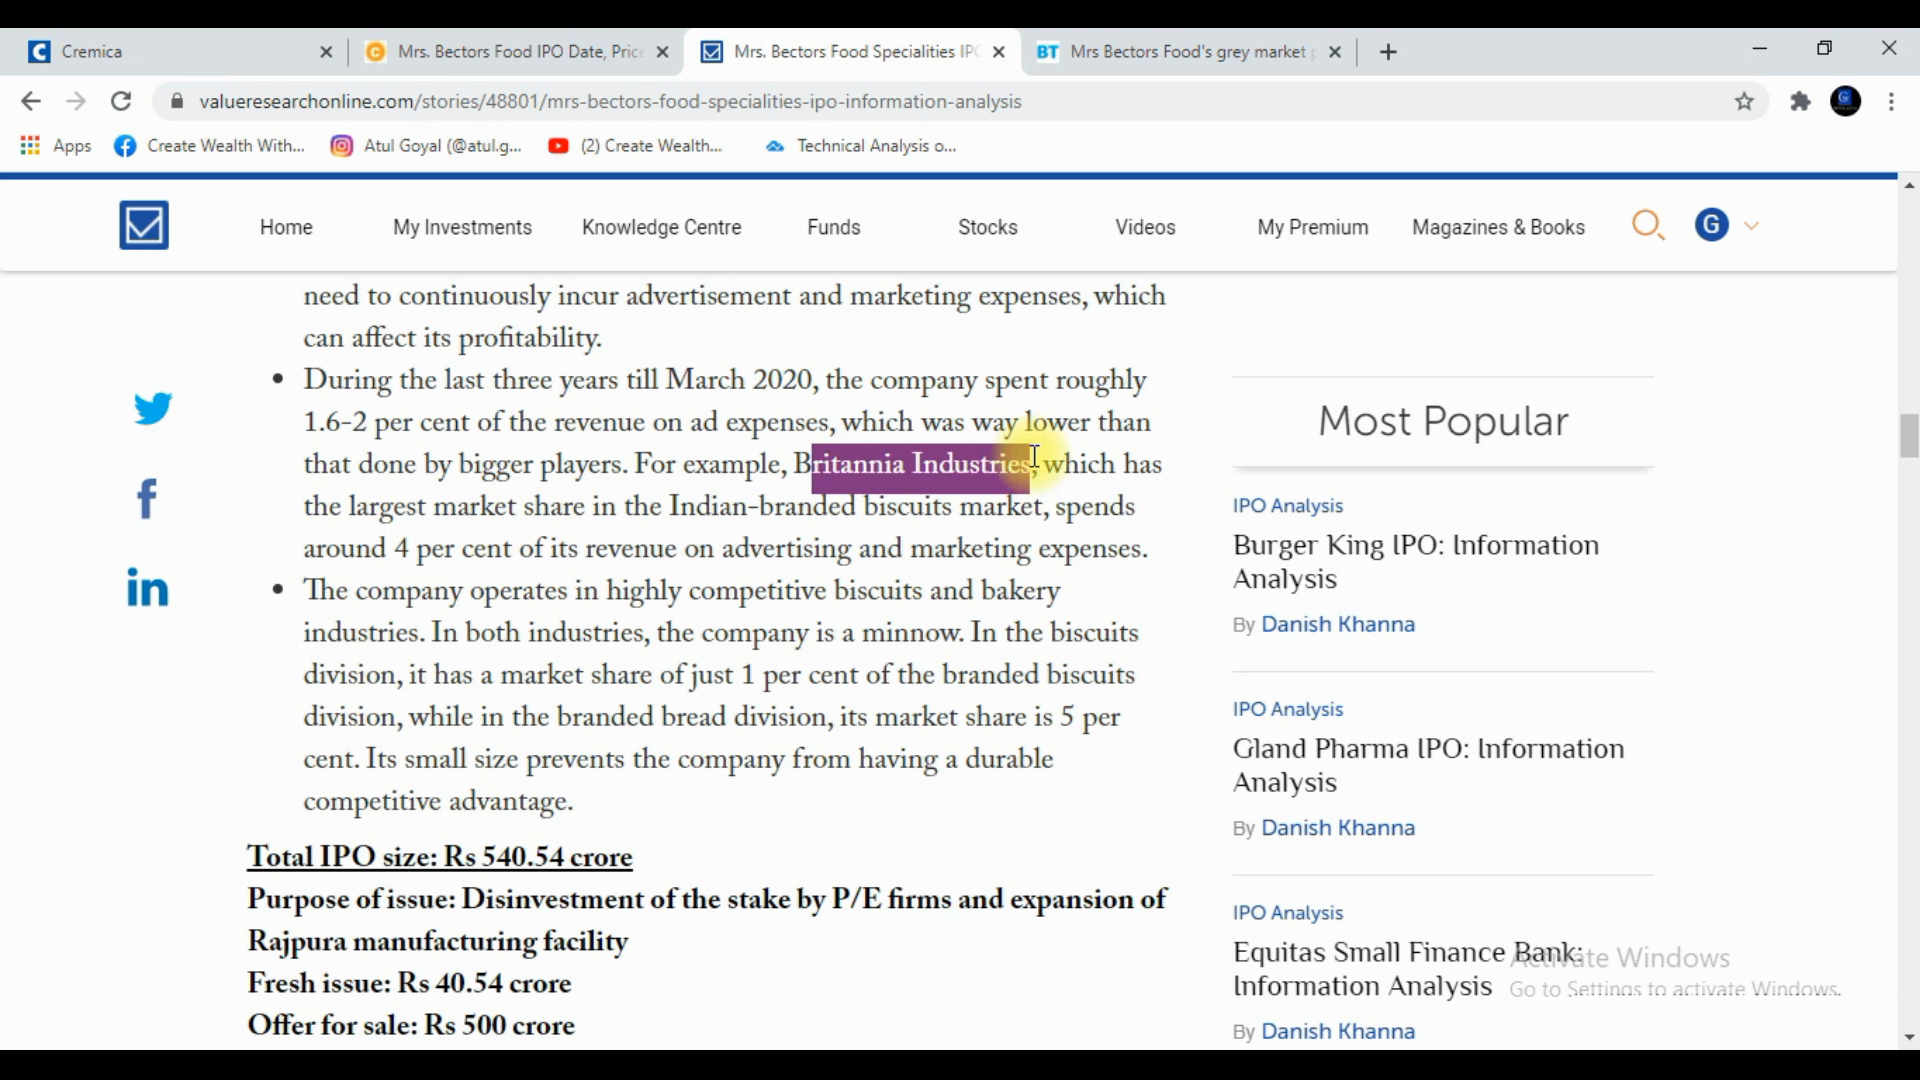 Cremica
Mrs. Bectors Food IPO Date, Price
Mrs. Bectors Food Specialities IPO
BT Mrs Bectors Food's grey market p
valueresearchonline.com/stories/48801/mrs-bectors-food-specialities-ipo-information-analysis
Apps
Create Wealth With...
Atul Goyal (@atul.g...
(2) Create Wealth...
Technical Analysis o...
Home
My Investments
Knowledge Centre
Funds
Stocks
Videos
My Premium
Magazines & Books
G
need to continuously incur advertisement and marketing expenses, which
can affect its profitability.
• During the last three years till March 2020, the company spent roughly
1.6-2 per cent of the revenue on ad expenses, which was way lower than
that done by bigger players. For example, Britannia Industries, which has
the largest market share in the Indian-branded biscuits market, spends
around 4 per cent of its revenue on advertising and marketing expenses.
• The company operates in highly competitive biscuits and bakery
industries. In both industries, the company is a minnow. In the biscuits
division, it has a market share of just 1 per cent of the branded biscuits
division, while in the branded bread division, its market share is 5 per
cent. Its small size prevents the company from having a durable
competitive advantage.
Total IPO size: Rs 540.54 crore
Purpose of issue: Disinvestment of the stake by P/E firms and expansion of
Rajpura manufacturing facility
Fresh issue: Rs 40.54 crore
Offer for sale: Rs 500 crore
Most Popular
IPO Analysis
Burger King IPO: Information
Analysis
By Danish Khanna
IPO Analysis
Gland Pharma IPO: Information
Analysis
By Danish Khanna
IPO Analysis
Equitas Small Finance Bank:
Information Analysis
By Danish Khanna
Activate Windows
Go to Settings to activate Windows.